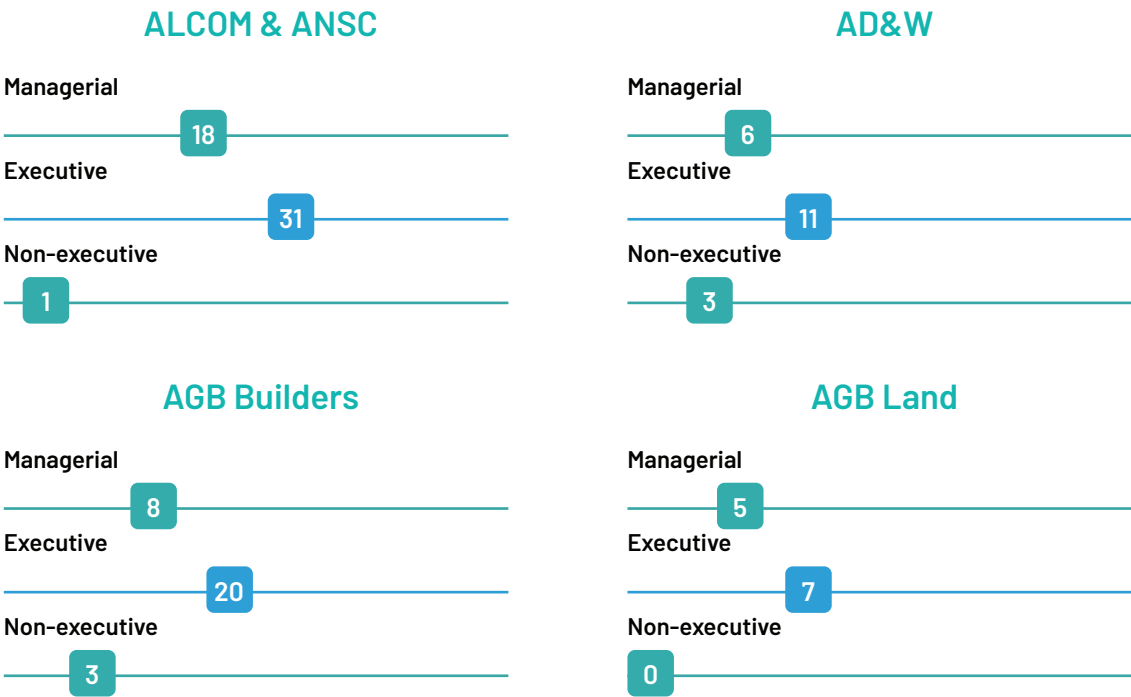 ALCOM & ANSC
Managerial
18
Executive
31
Non-executive
1
AD&W
Managerial
6
Executive
11
Non-executive
3
AGB Builders
Managerial
8
Executive
20
Non-executive
3
AGB Land
Managerial
5
Executive
7
Non-executive
0